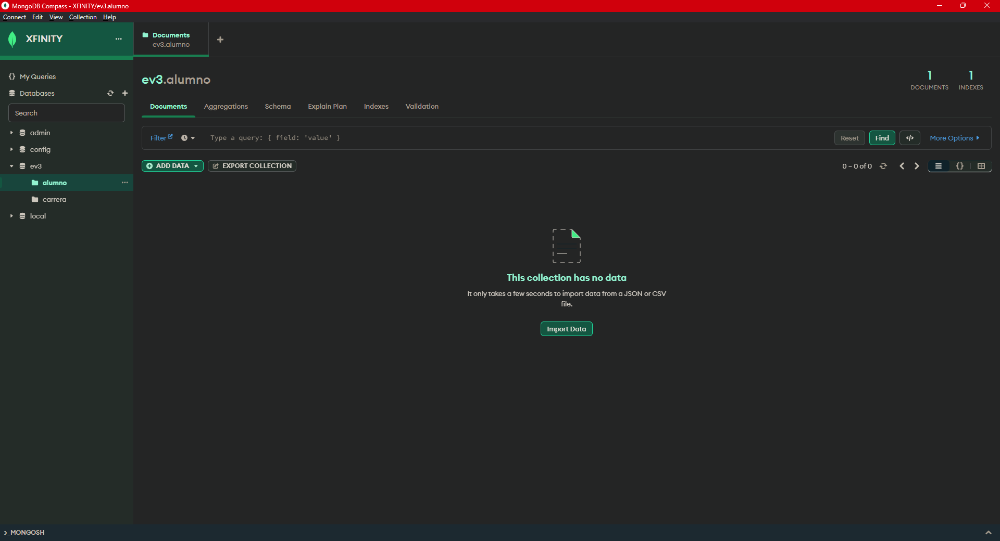 MongoDB Compass - XFINITY/ev3.alumno
Connect Edit View Collection Help
XFINITY
Documents
ev3.alumno
{} My Queries
Databases
Search
admin
config
ev3
alumno
carrera
local
ev3.alumno
1 DOCUMENTS
1 INDEXES
Documents Aggregations Schema Explain Plan Indexes Validation
Filter Type a query: { field: 'value' } Reset Find </> More Options
ADD DATA EXPORT COLLECTION 0 – 0 of 0 {}
This collection has no data
It only takes a few seconds to import data from a JSON or CSV
file.
Import Data
>_MONGOSH